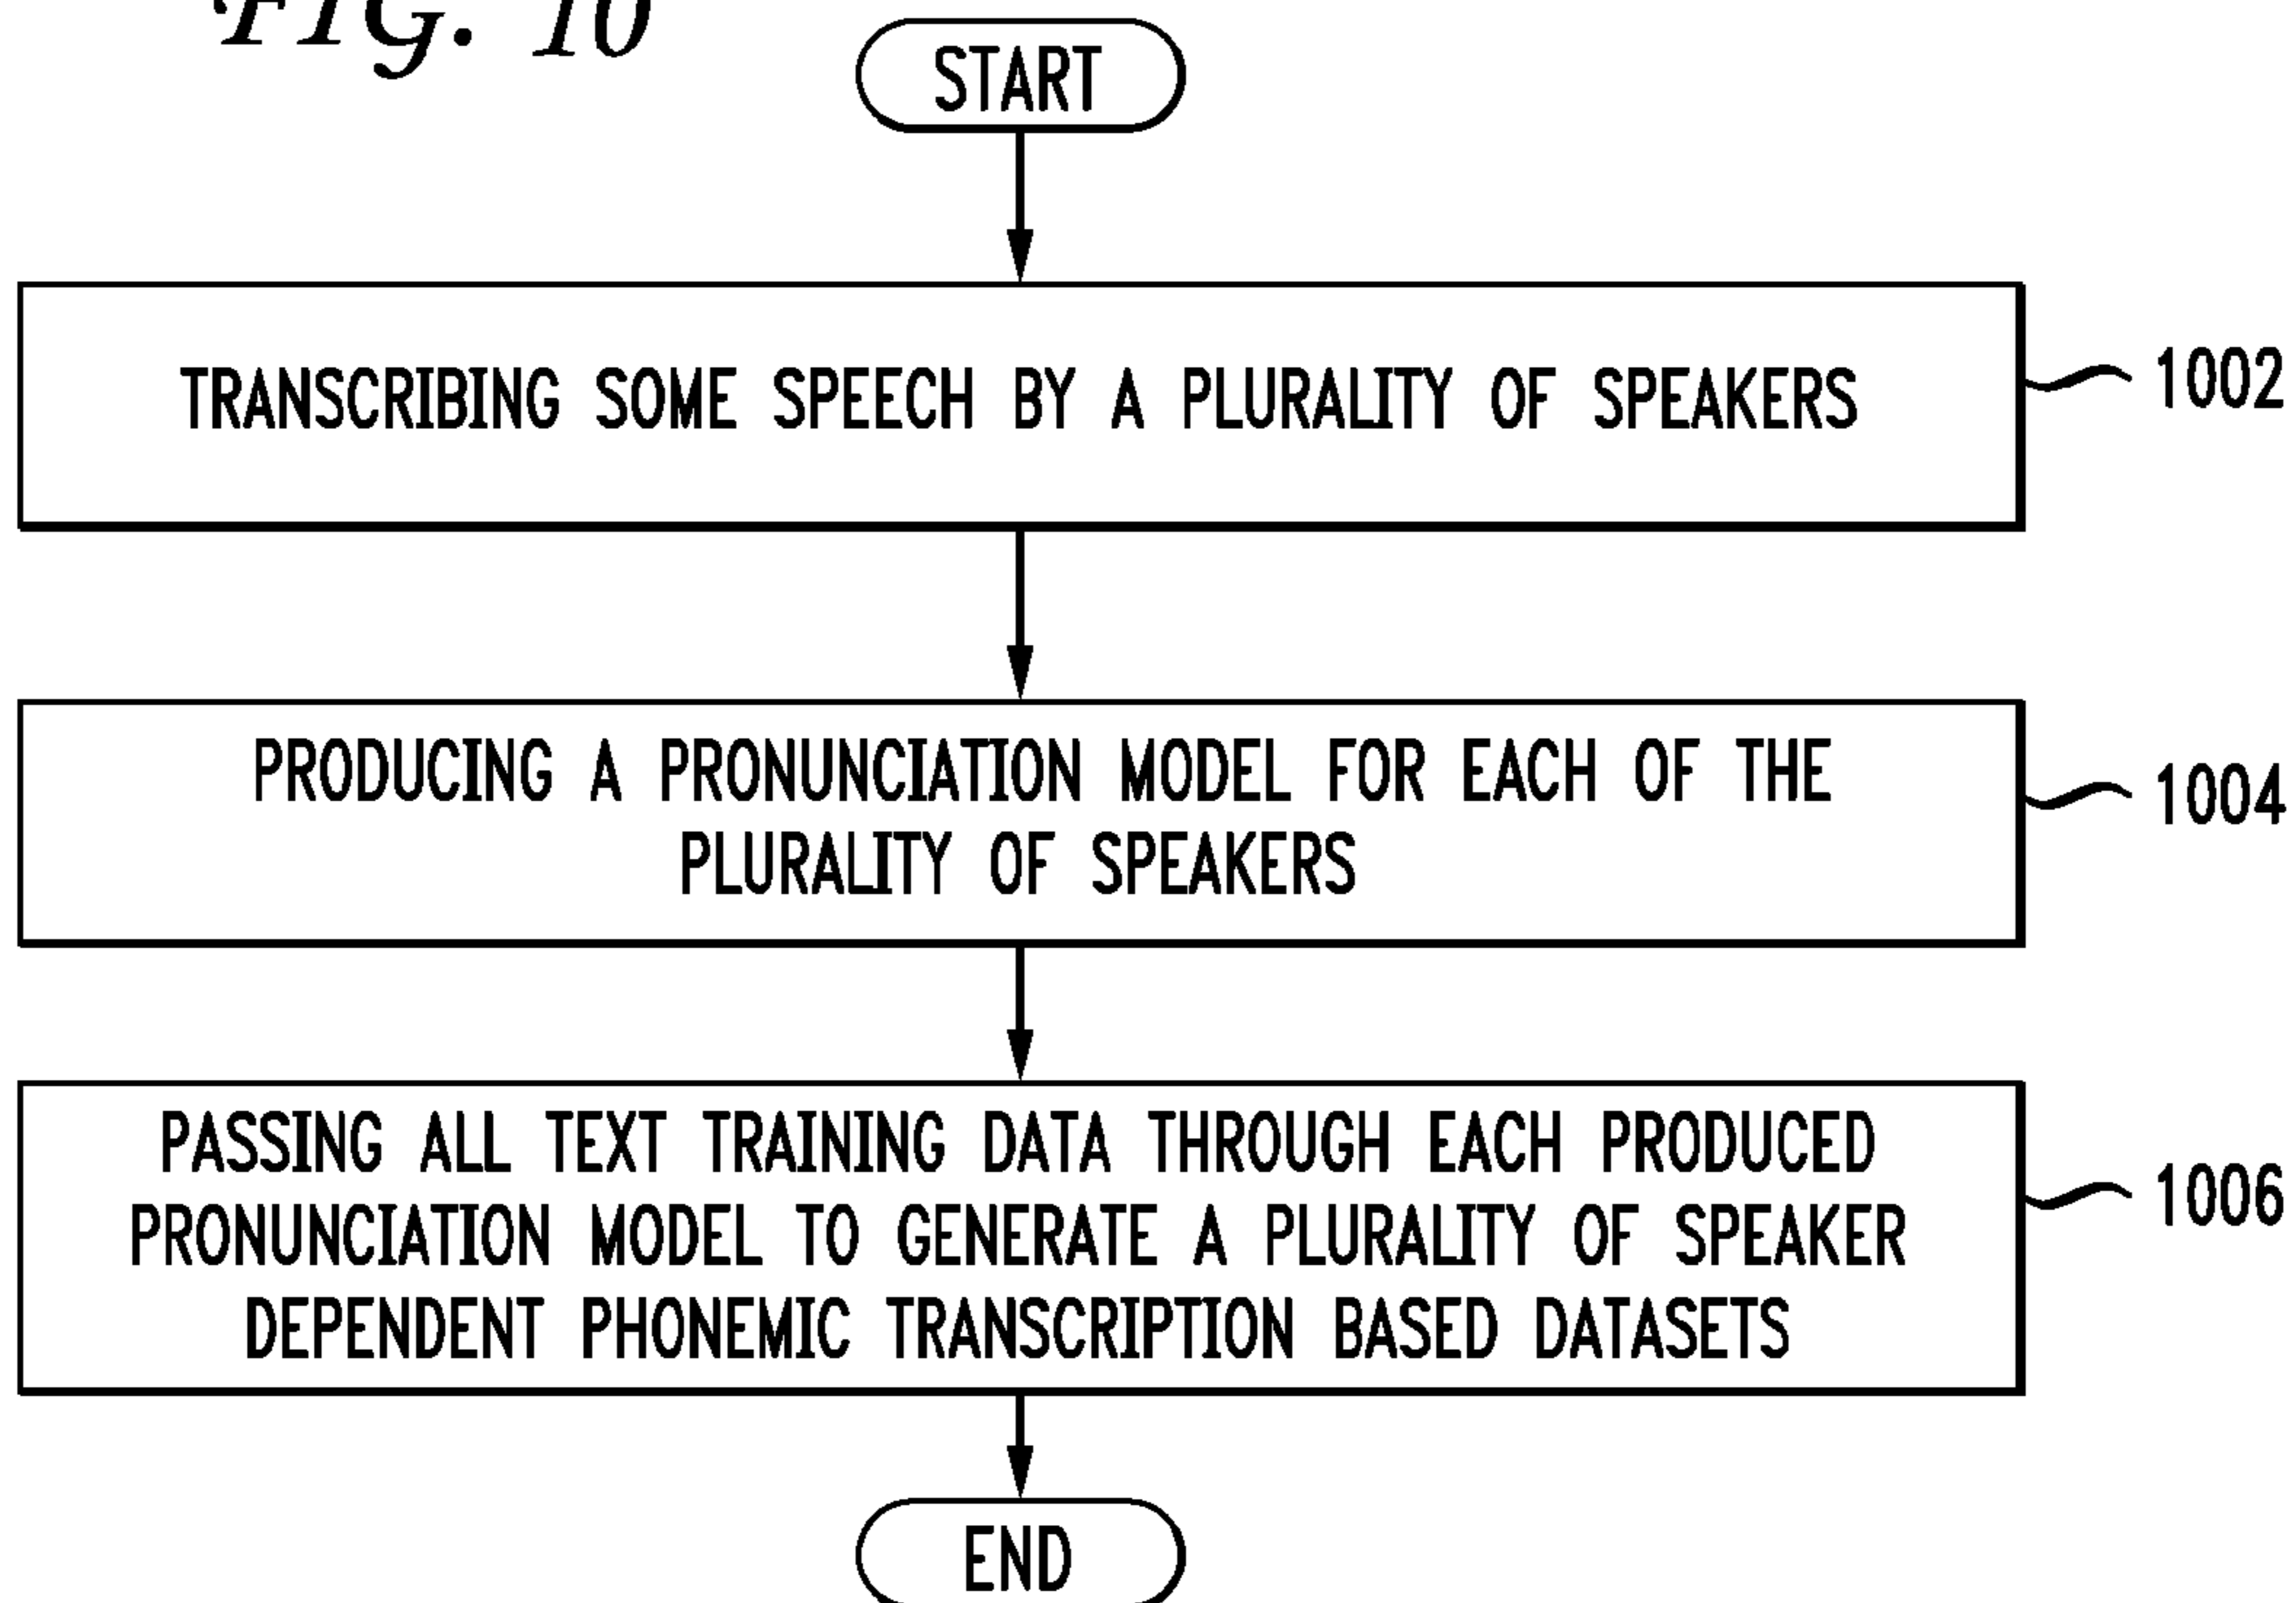 FIG. 10
START
TRANSCRIBING SOME SPEECH BY A PLURALITY OF SPEAKERS
1002
PRODUCING A PRONUNCIATION MODEL FOR EACH OF THE
PLURALITY OF SPEAKERS
1004
PASSING ALL TEXT TRAINING DATA THROUGH EACH PRODUCED
PRONUNCIATION MODEL TO GENERATE A PLURALITY OF SPEAKER
DEPENDENT PHONEMIC TRANSCRIPTION BASED DATASETS
1006
END